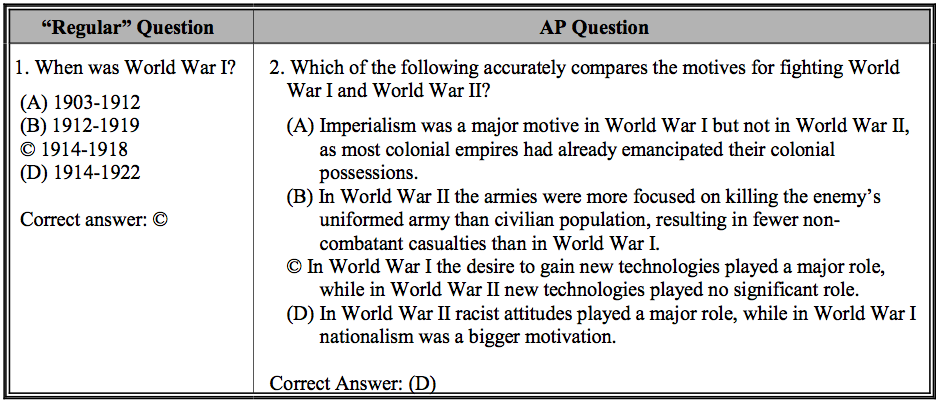 “Regular” Question
AP Question
1. When was World War I?
(A) 1903-1912
(B) 1912-1919
© 1914-1918
(D) 1914-1922
Correct answer: ©
2. Which of the following accurately compares the motives for fighting World
War I and World War II?
(A) Imperialism was a major motive in World War I but not in World War II,
as most colonial empires had already emancipated their colonial
possessions.
(B) In World War II the armies were more focused on killing the enemy’s
uniformed army than civilian population, resulting in fewer non-
combatant casualties than in World War I.
© In World War I the desire to gain new technologies played a major role,
while in World War II new technologies played no significant role.
(D) In World War II racist attitudes played a major role, while in World War I
nationalism was a bigger motivation.
Correct Answer: (D)